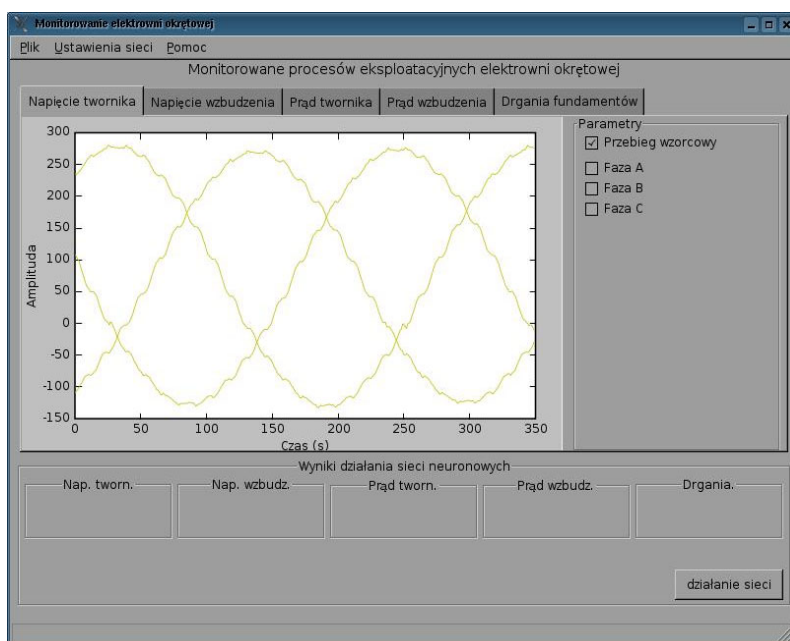 Monitorowanie elektrowni okrętowej
Plik Ustawienia sieci Pomoc
Monitorowane procesów eksploatacyjnych elektrowni okrętowej
Napięcie twornika Napięcie wzbudzenia Prąd twornika Prąd wzbudzenia Drgania fundamentów
Parametry
Przebieg wzorcowy
Faza A
Faza B
Faza C
Amplituda
300
250
200
150
100
50
0
-50
-100
-150
0 50 100 150 200 250 300 350
Czas (s)
Wyniki działania sieci neuronowych
Nap. tworn. Nap. wzbudz. Prąd tworn. Prąd wzbudz. Drgania.
działanie sieci